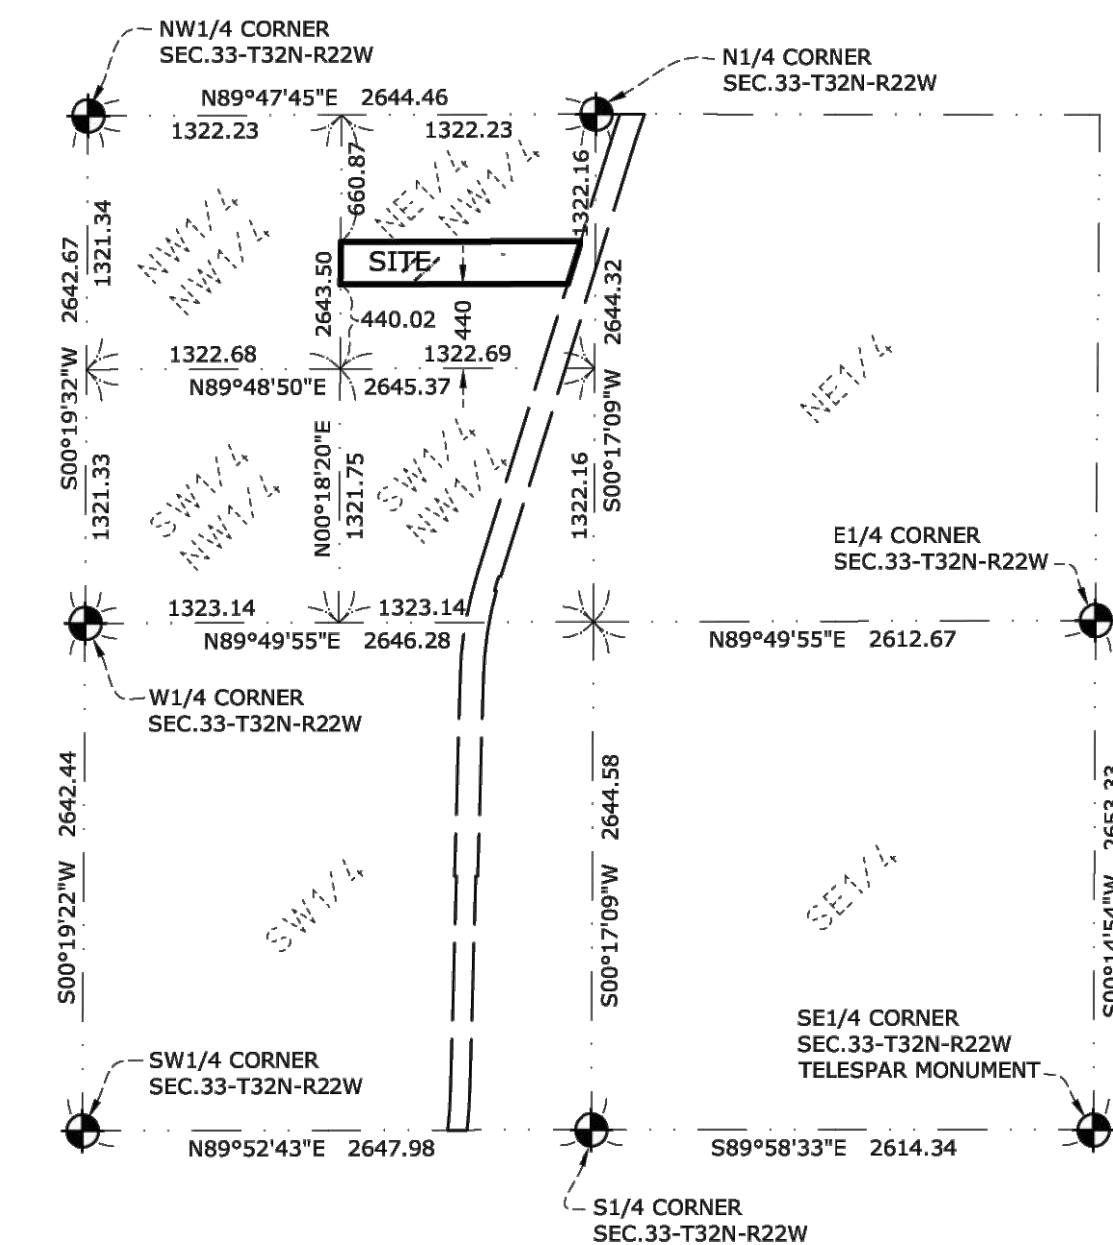 NW1/4 CORNER
SEC.33-T32N-R22W
N1/4 CORNER
SEC.33-T32N-R22W
N89°47'45"E 2644.46
1322.23
1322.23
660.87
1322.16
NE1/4
NW1/4
NW1/4
NW1/4
1321.34
2642.67
S00°19'32"W
SITE
2643.50
440.02
440
2644.32
S00°17'09"W
1322.68
1322.69
N89°48'50"E 2645.37
NE1/4
1321.33
SW1/4
NW1/4
N00°18'20"E
1321.75
SW1/4
NW1/4
1322.16
E1/4 CORNER
SEC.33-T32N-R22W
1323.14
1323.14
N89°49'55"E 2646.28
N89°49'55"E 2612.67
W1/4 CORNER
SEC.33-T32N-R22W
S00°19'22"W 2642.44
S00°17'09"W 2644.58
S00°14'54"W 2653.33
SW1/4
SE1/4
SE1/4 CORNER
SEC.33-T32N-R22W
TELESPAR MONUMENT
SW1/4 CORNER
SEC.33-T32N-R22W
N89°52'43"E 2647.98
S89°58'33"E 2614.34
S1/4 CORNER
SEC.33-T32N-R22W